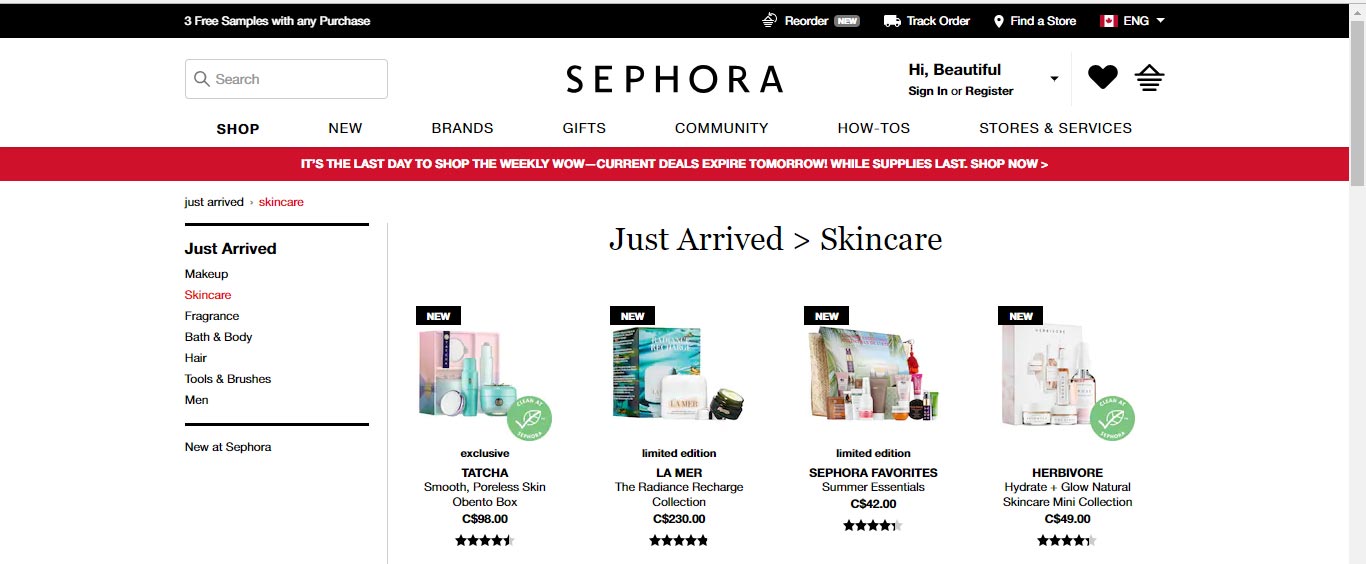 3 Free Samples with any Purchase
Reorder NEW
Track Order
Find a Store
ENG
Search
SEPHORA
Hi, Beautiful
Sign In or Register
SHOP
NEW
BRANDS
GIFTS
COMMUNITY
HOW-TOS
STORES & SERVICES
IT'S THE LAST DAY TO SHOP THE WEEKLY WOW—CURRENT DEALS EXPIRE TOMORROW! WHILE SUPPLIES LAST. SHOP NOW >
just arrived › skincare
Just Arrived
Makeup
Skincare
Fragrance
Bath & Body
Hair
Tools & Brushes
Men
New at Sephora
Just Arrived > Skincare
NEW
CLEAN AT
SEPHORA
exclusive
TATCHA
Smooth, Poreless Skin
Obento Box
C$98.00
NEW
RADIANCE
RECHARGE
LA MER
limited edition
LA MER
The Radiance Recharge
Collection
C$230.00
NEW
limited edition
SEPHORA FAVORITES
Summer Essentials
C$42.00
NEW
HERBIVORE
CLEAN AT
SEPHORA
HERBIVORE
Hydrate + Glow Natural
Skincare Mini Collection
C$49.00